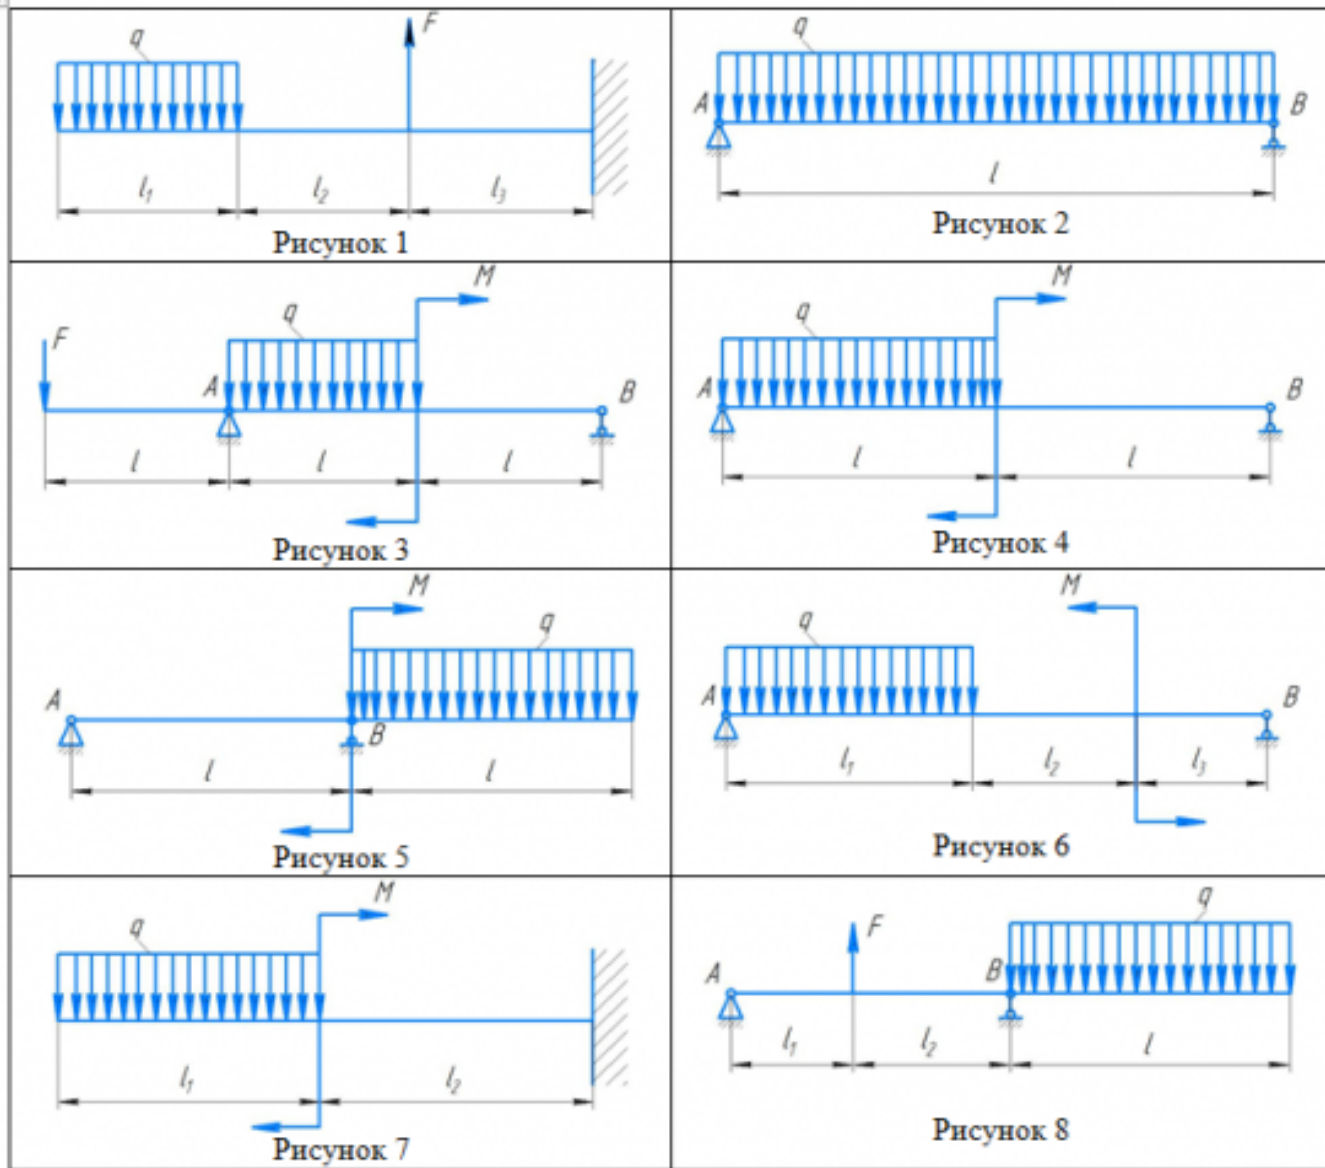 q F
l₁ l₂ l₃
Рисунок 1
q
A B
l
Рисунок 2
M
F q
A B
l l l
Рисунок 3
M
q
A B
l l
Рисунок 4
M
q
A B
l l
Рисунок 5
M
q
A B
l₁ l₂ l₃
Рисунок 6
M
q
l₁ l₂
Рисунок 7
q
F
A B
l₁ l₂ l
Рисунок 8